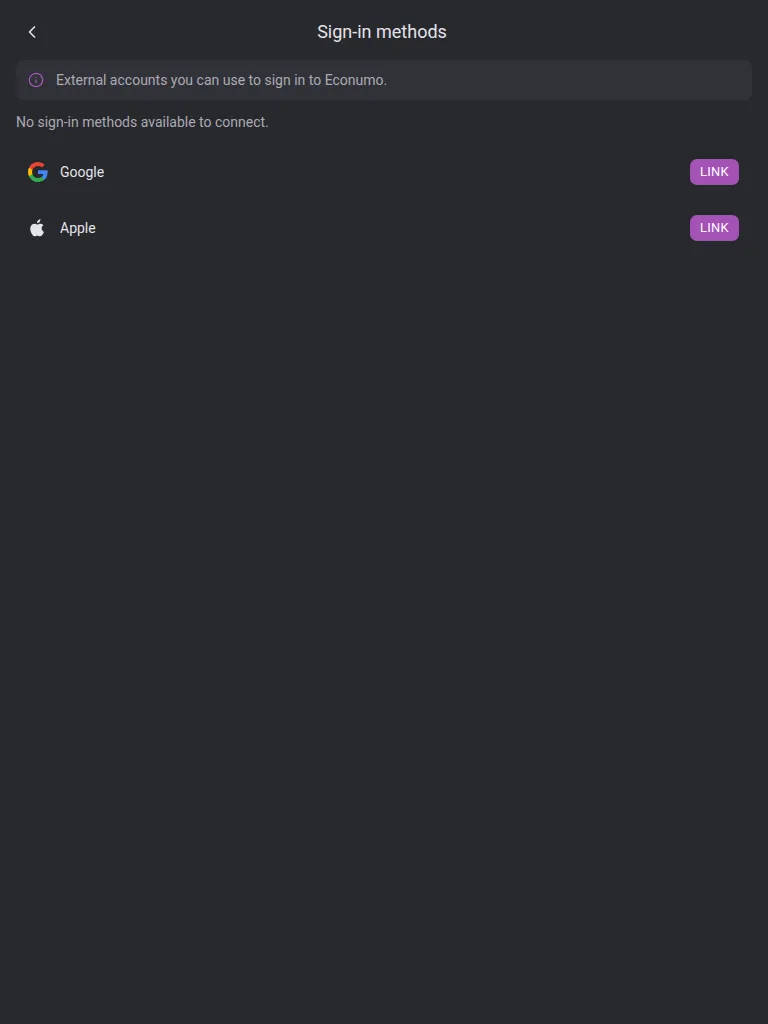 Sign-in methods
External accounts you can use to sign in to Econumo.
No sign-in methods available to connect.
Google LINK
Apple LINK